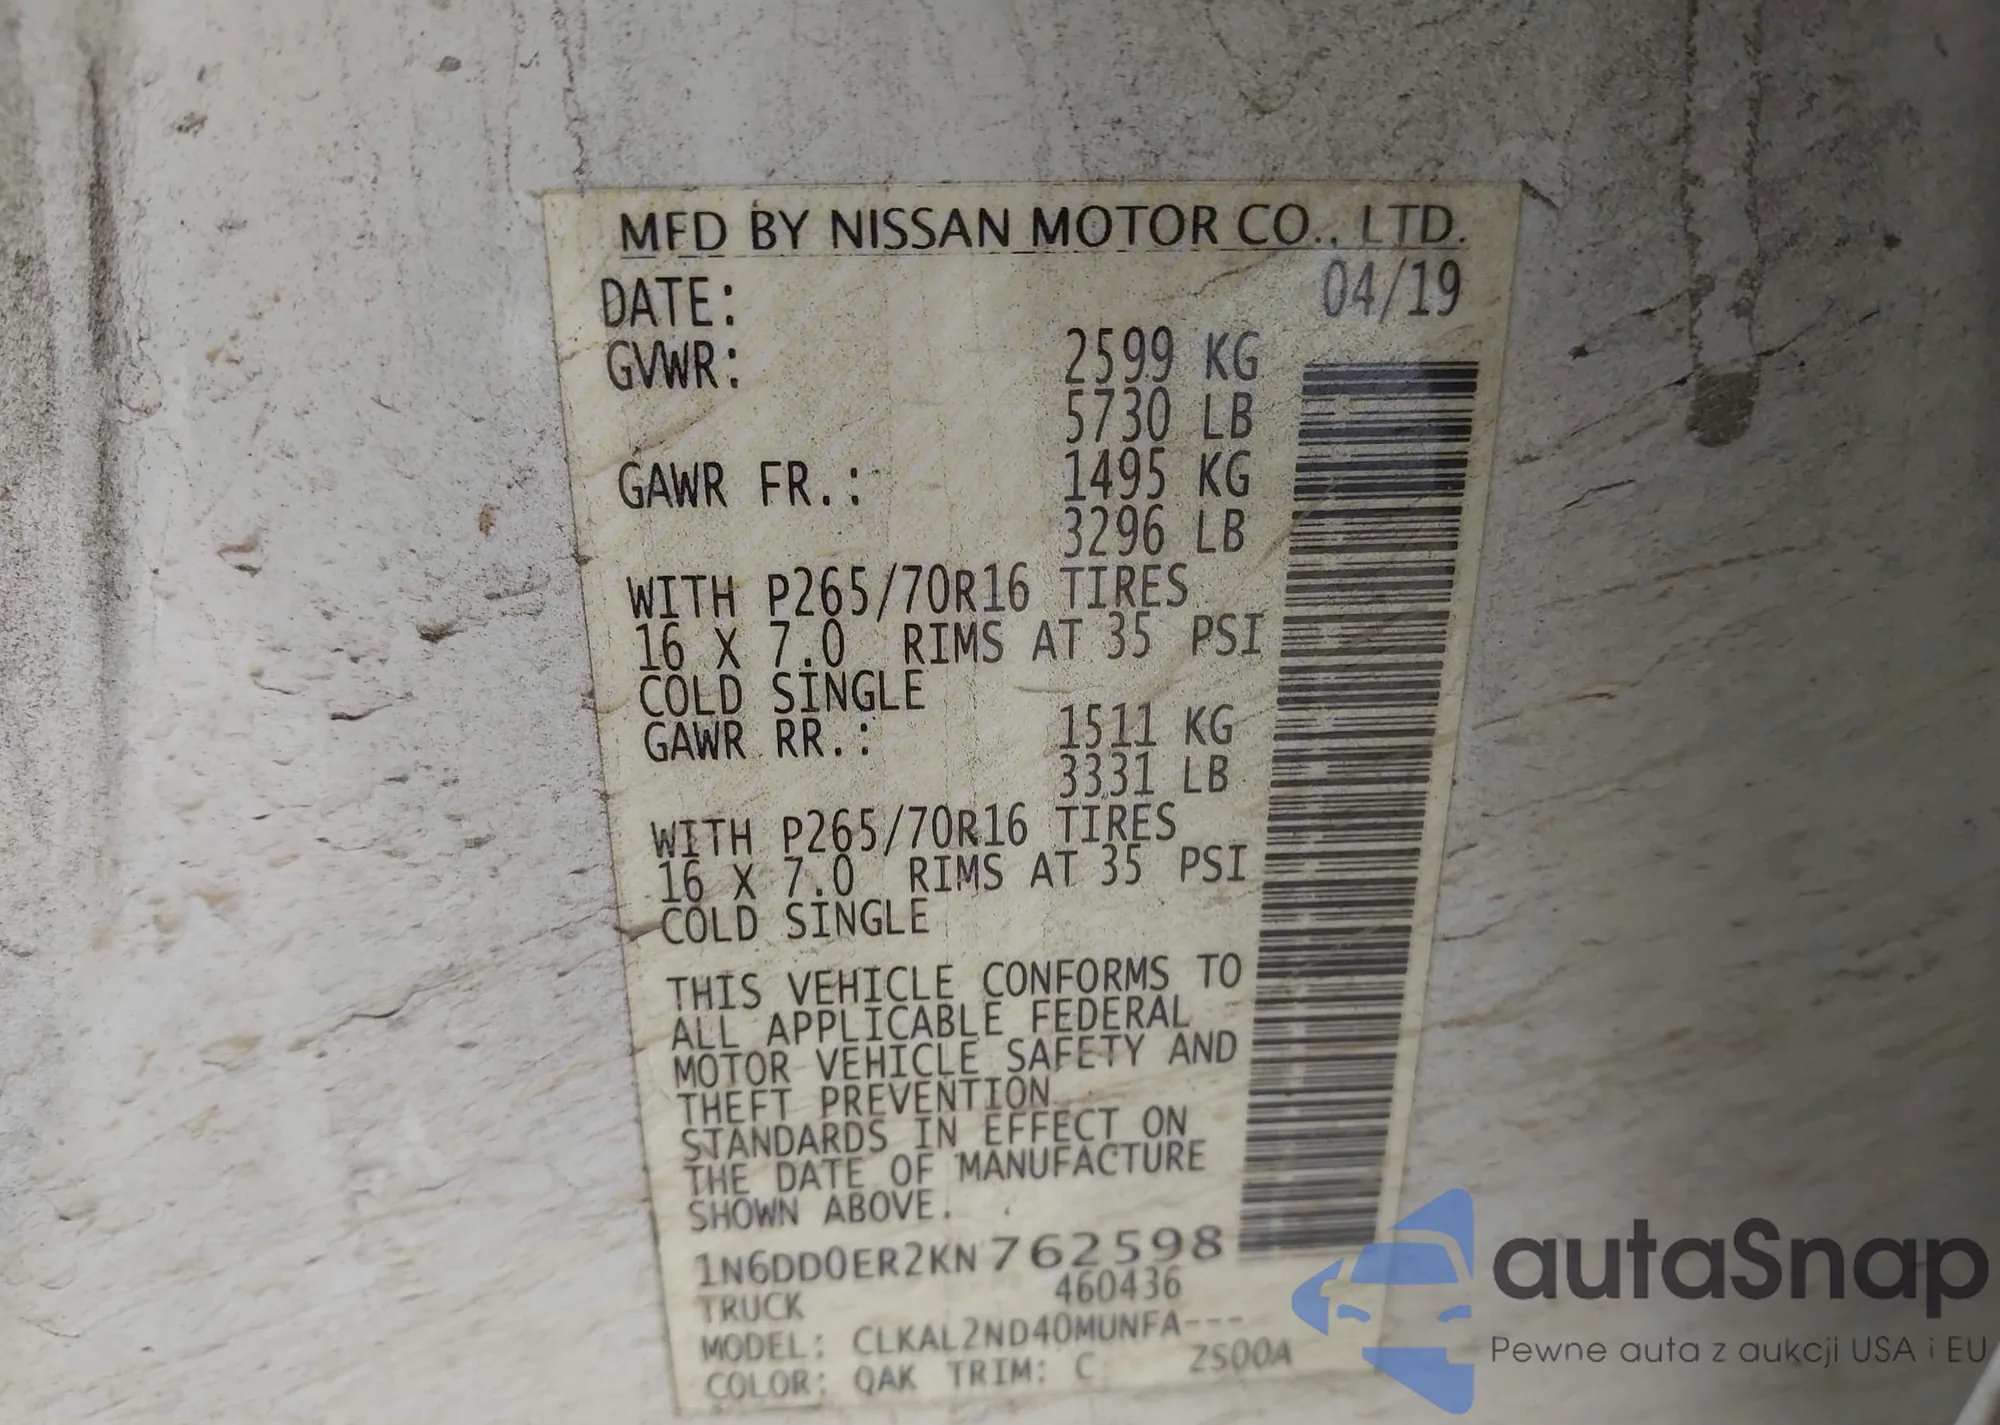 MFD BY NISSAN MOTOR CO., LTD.
DATE: 04/19
GVWR: 2599 KG
5730 LB
GAWR FR.: 1495 KG
3296 LB
WITH P265/70R16 TIRES
16 X 7.0 RIMS AT 35 PSI
COLD SINGLE
GAWR RR.: 1511 KG
3331 LB
WITH P265/70R16 TIRES
16 X 7.0 RIMS AT 35 PSI
COLD SINGLE
THIS VEHICLE CONFORMS TO
ALL APPLICABLE FEDERAL
MOTOR VEHICLE SAFETY AND
THEFT PREVENTION
STANDARDS IN EFFECT ON
THE DATE OF MANUFACTURE
SHOWN ABOVE.
1N6DD0ER2KN762598
TRUCK 460436
MODEL: CLKAL2ND40MUNFA---
COLOR: QAK TRIM: C ZS00A
autaSnap
Pewne auta z aukcji USA i EU